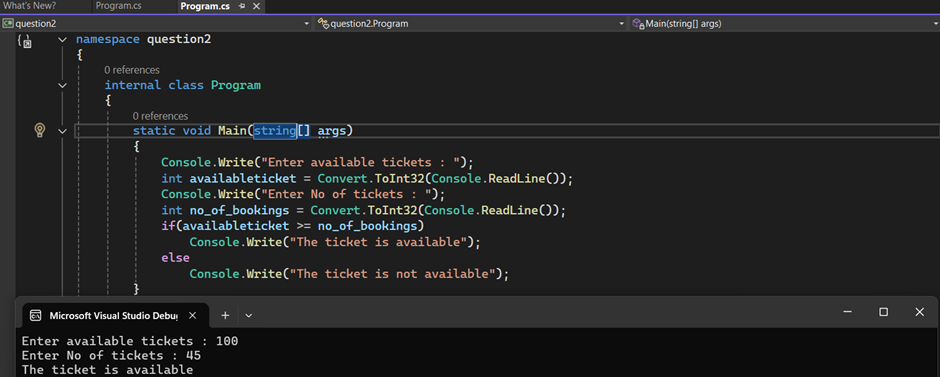 What's New? Program.cs Program.cs
question2 question2.Program Main(string[] args)
namespace question2
{
0 references
internal class Program
{
0 references
static void Main(string[] args)
{
Console.Write("Enter available tickets : ");
int availableticket = Convert.ToInt32(Console.ReadLine());
Console.Write("Enter No of tickets : ");
int no_of_bookings = Convert.ToInt32(Console.ReadLine());
if(availableticket >= no_of_bookings)
Console.Write("The ticket is available");
else
Console.Write("The ticket is not available");
}
Microsoft Visual Studio Debug
Enter available tickets : 100
Enter No of tickets : 45
The ticket is available